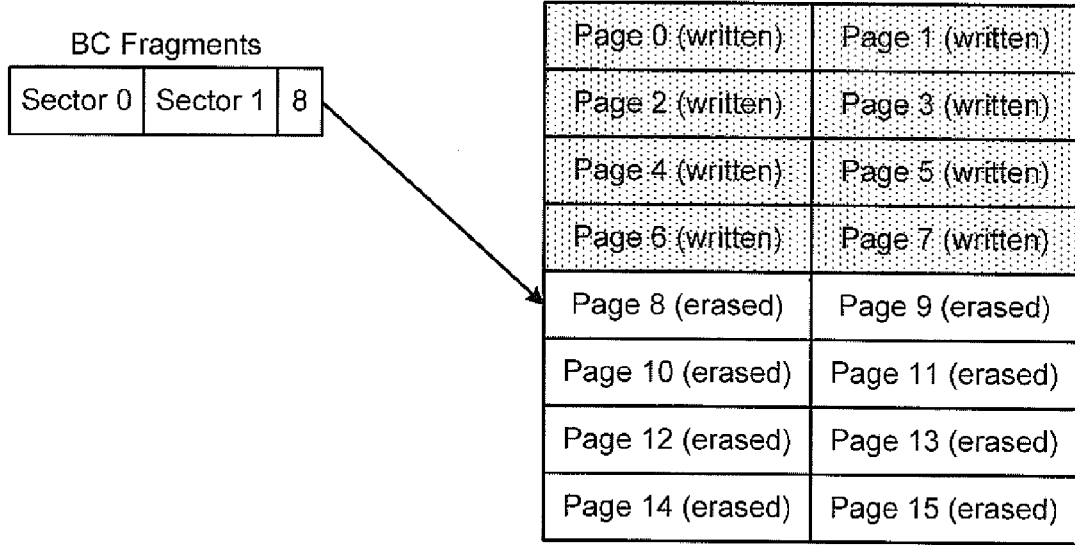 BC Fragments
Sector 0 Sector 1 8
Page 0 (written) Page 1 (written)
Page 2 (written) Page 3 (written)
Page 4 (written) Page 5 (written)
Page 6 (written) Page 7 (written)
Page 8 (erased) Page 9 (erased)
Page 10 (erased) Page 11 (erased)
Page 12 (erased) Page 13 (erased)
Page 14 (erased) Page 15 (erased)